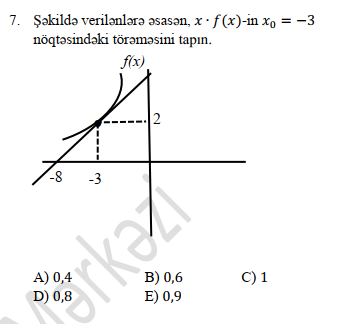 7. Şəkildə verilənlərə əsasən, x · f(x)-in x₀ = −3
nöqtəsindəki törəməsini tapın.
f(x)
2
-8 -3
Mərkəzi
A) 0,4 B) 0,6 C) 1
D) 0,8 E) 0,9